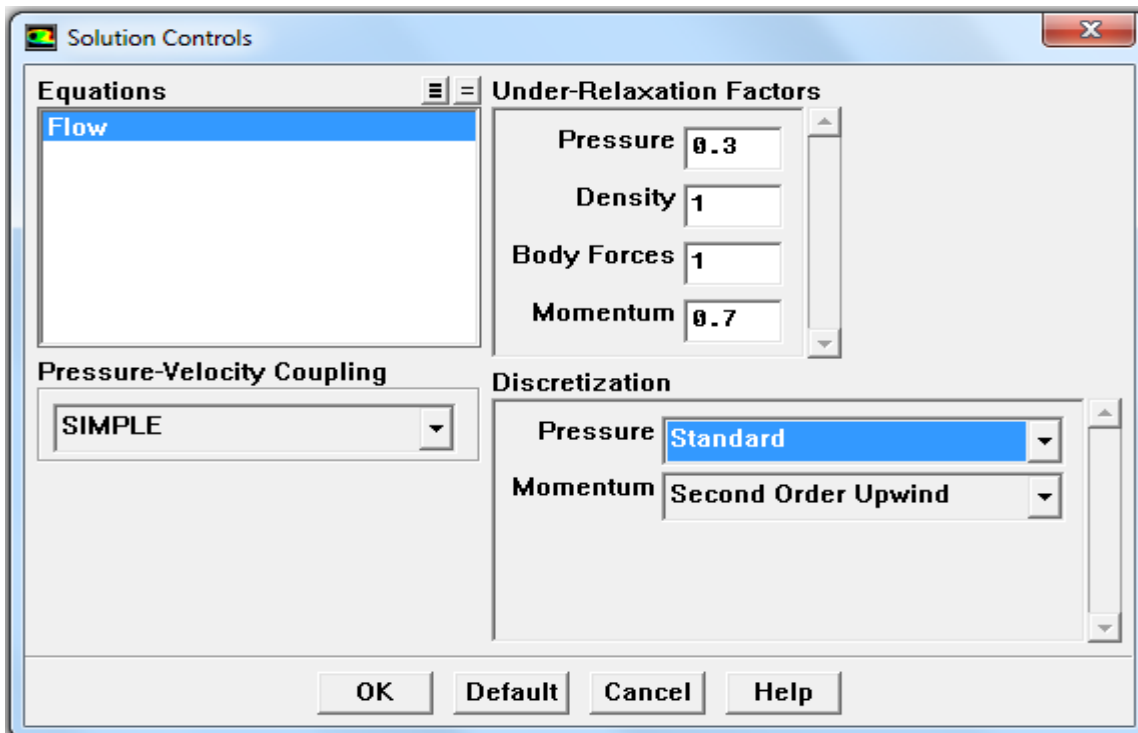 Solution Controls
Equations
Flow
Under-Relaxation Factors
Pressure 0.3
Density 1
Body Forces 1
Momentum 0.7
Pressure-Velocity Coupling
SIMPLE
Discretization
Pressure Standard
Momentum Second Order Upwind
OK Default Cancel Help